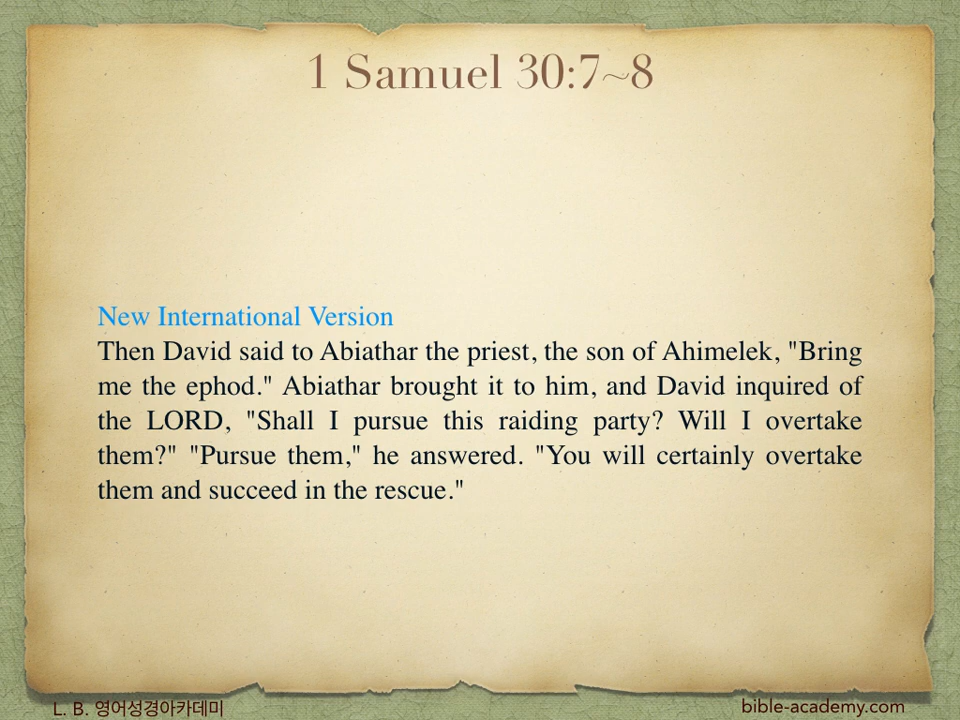 1 Samuel 30:7~8
New International Version
Then David said to Abiathar the priest, the son of Ahimelek, "Bring
me the ephod." Abiathar brought it to him, and David inquired of
the LORD, "Shall I pursue this raiding party? Will I overtake
them?" "Pursue them," he answered. "You will certainly overtake
them and succeed in the rescue."
L. B. 영어성경아카데미
bible-academy.com